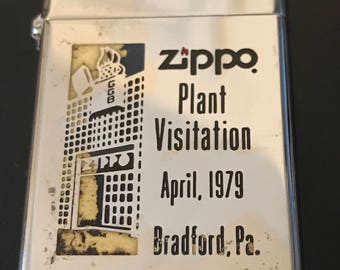 zippo
Plant
Visitation
April, 1979
Bradford, Pa.